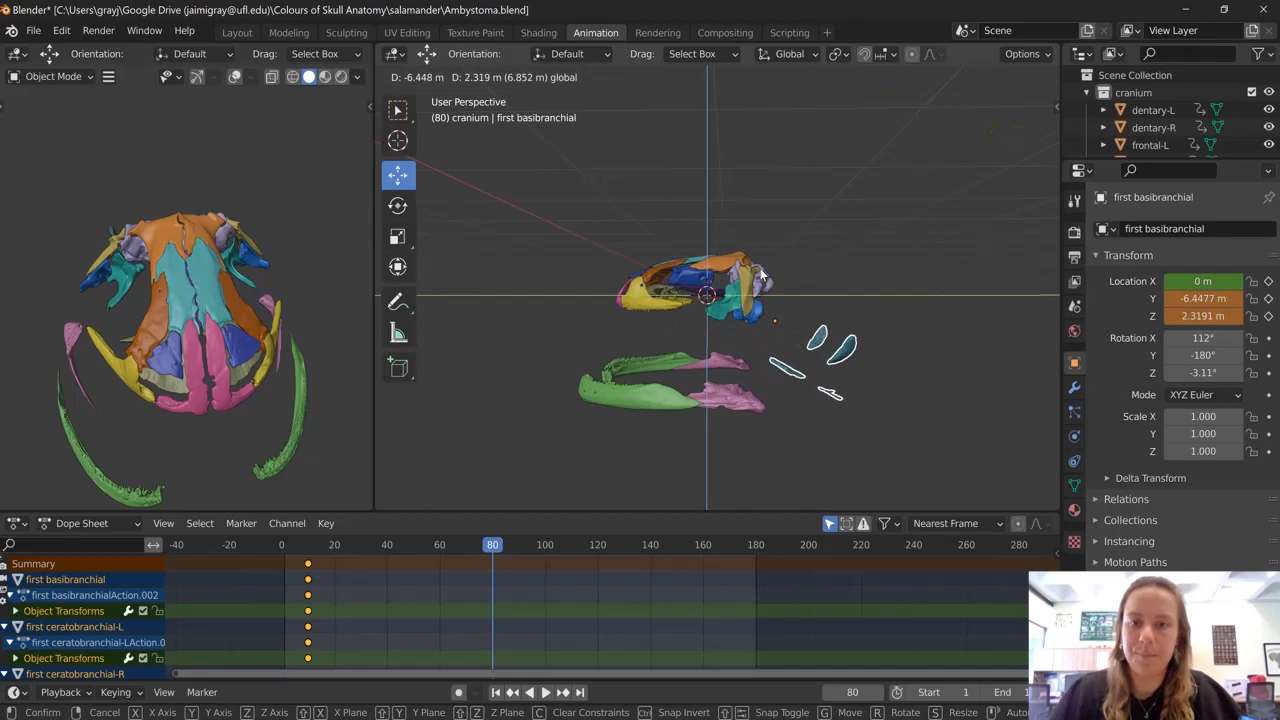 Blender* [C:\Users\grayj\Google Drive (jaimigray@ufl.edu)\Colours of Skull Anatomy\salamander\Ambystoma.blend]
File Edit Render Window Help Layout Modeling Sculpting UV Editing Texture Paint Shading Animation Rendering Compositing Scripting + Scene View Layer
Orientation: Default Drag: Select Box Orientation: Default Drag: Select Box Global Options
Object Mode D: -6.448 m D: 2.319 m (6.852 m) global
Scene Collection
cranium
dentary-L
dentary-R
frontal-L
User Perspective
(80) cranium | first basibranchial
first basibranchial
first basibranchial
Transform
Location X 0 m
Y -6.4477 m
Z 2.3191 m
Rotation X 112°
Y -180°
Z -3.11°
Mode XYZ Euler
Scale X 1.000
Y 1.000
Z 1.000
Delta Transform
Relations
Collections
Instancing
Motion Paths
Dope Sheet View Select Marker Channel Key Nearest Frame
-40 -20 0 20 40 60 80 100 120 140 160 180 200 220 240 260 280
Summary
first basibranchial
first basibranchialAction.002
Object Transforms
first ceratobranchial-L
first ceratobranchial-LAction.0
Object Transforms
first ceratobranchial-R
Playback Keying View Marker 80 Start 1 End 1
Confirm Cancel X X Axis Y Y Axis Z Z Axis X X Plane Y Y Plane Z Z Plane C Clear Constraints Ctrl Snap Invert Snap Toggle G Move R Rotate S Resize Auto